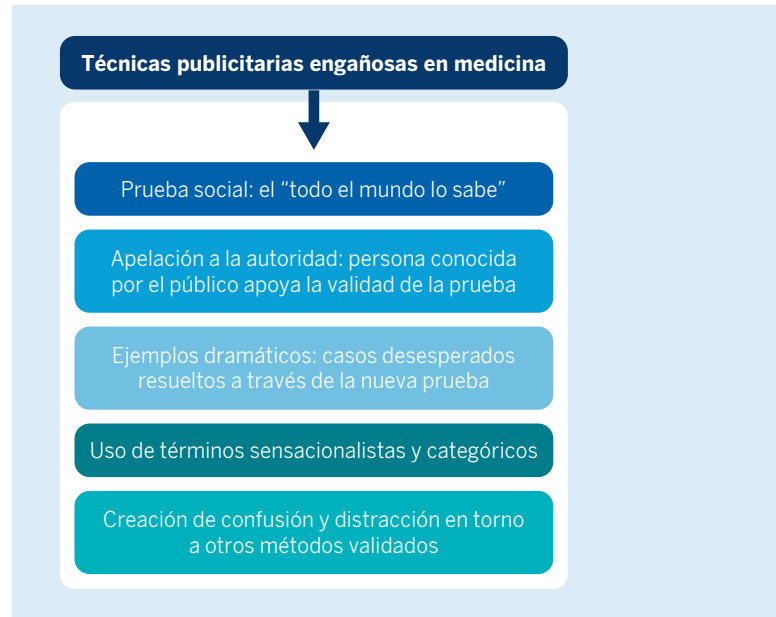 Técnicas publicitarias engañosas en medicina
Prueba social: el “todo el mundo lo sabe”
Apelación a la autoridad: persona conocida
por el público apoya la validad de la prueba
Ejemplos dramáticos: casos desesperados
resueltos a través de la nueva prueba
Uso de términos sensacionalistas y categóricos
Creación de confusión y distracción en torno
a otros métodos validados